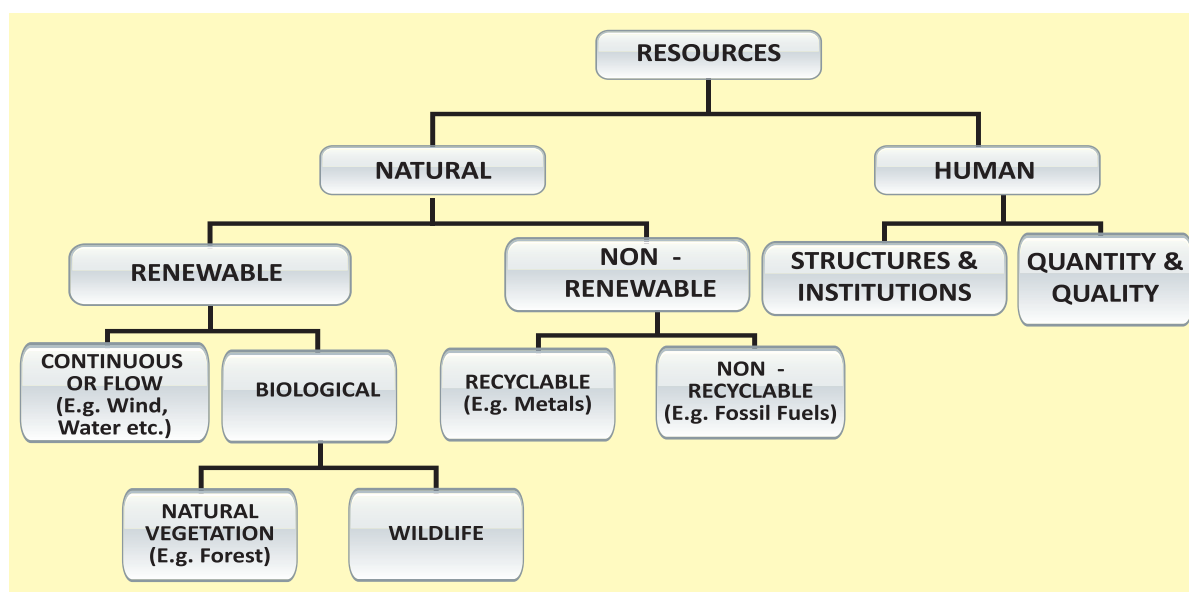 RESOURCES
NATURAL
HUMAN
RENEWABLE
NON -
RENEWABLE
STRUCTURES &
INSTITUTIONS
QUANTITY &
QUALITY
CONTINUOUS
OR FLOW
(E.g. Wind,
Water etc.)
BIOLOGICAL
RECYCLABLE
(E.g. Metals)
NON -
RECYCLABLE
(E.g. Fossil Fuels)
NATURAL
VEGETATION
(E.g. Forest)
WILDLIFE